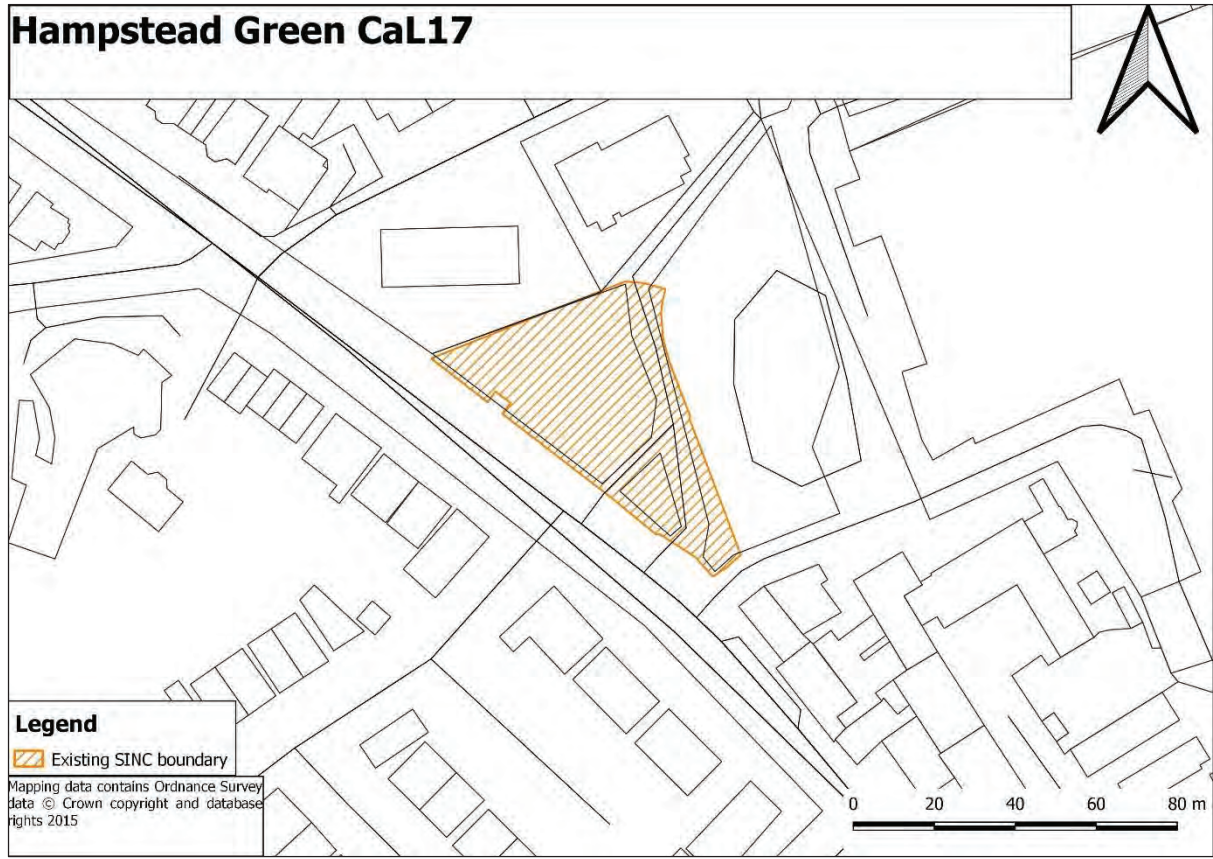 Hampstead Green CaL17
Legend
Existing SINC boundary
Mapping data contains Ordnance Survey
data © Crown copyright and database
rights 2015
0 20 40 60 80 m